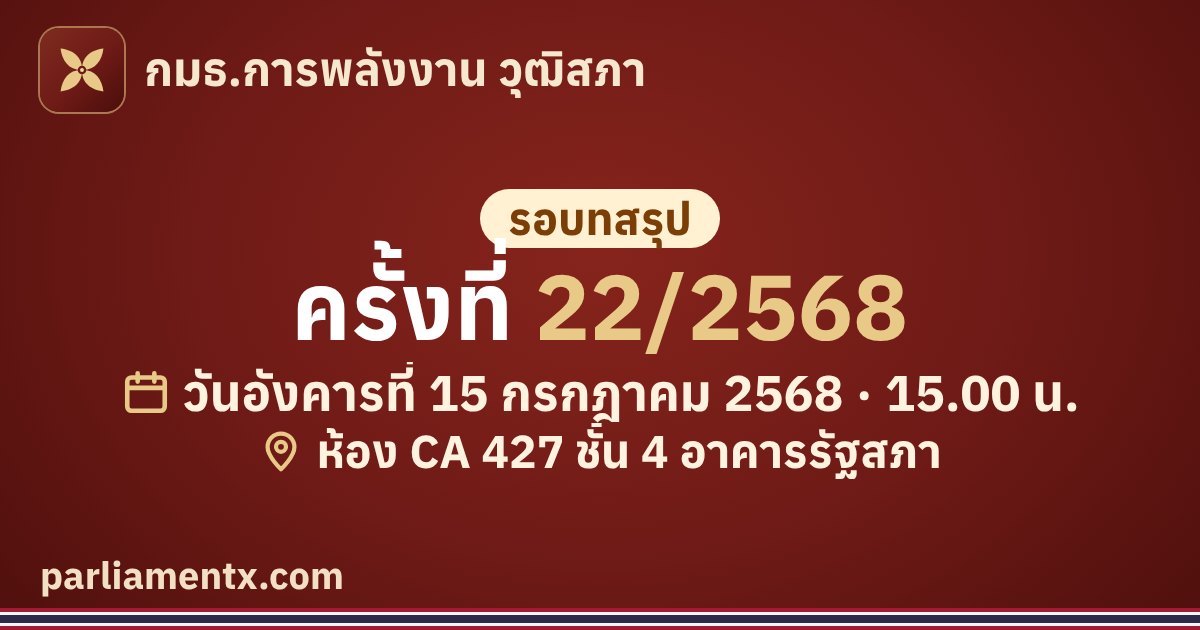 กมธ.การพลังงาน วุฒิสภา
รอบทสรุป
ครั้งที่ 22/2568
วันอังคารที่ 15 กรกฎาคม 2568 · 15.00 น.
ห้อง CA 427 ชั้น 4 อาคารรัฐสภา
parliamentx.com